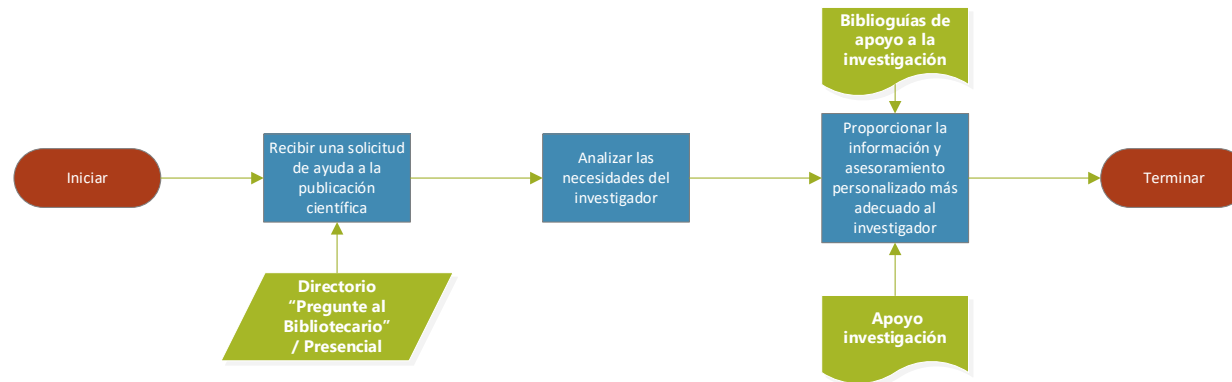 Biblioguías de
apoyo a la
investigación
Iniciar
Recibir una solicitud
de ayuda a la
publicación
científica
Analizar las
necesidades del
investigador
Proporcionar la
información y
asesoramiento
personalizado más
adecuado al
investigador
Terminar
Directorio
“Pregunte al
Bibliotecario”
/ Presencial
Apoyo
investigación